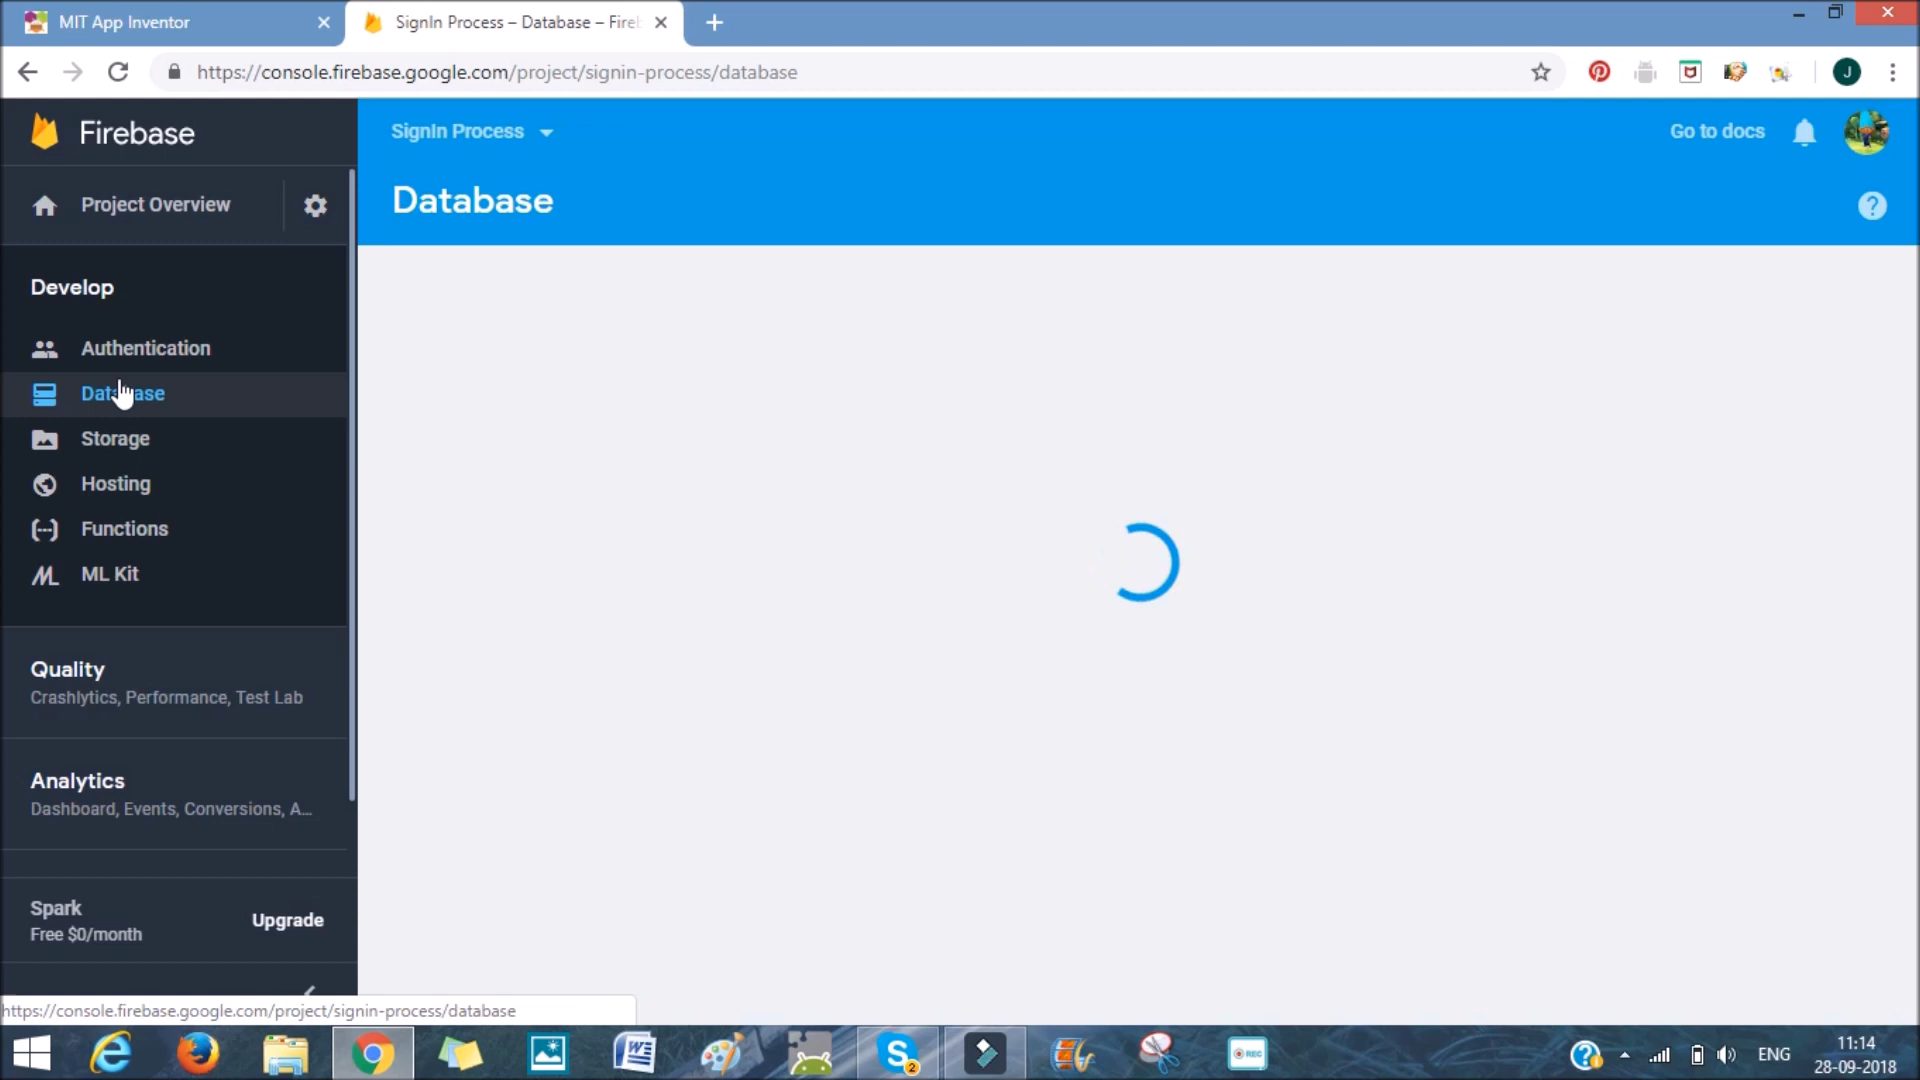 MIT App Inventor
SignIn Process – Database – Fireb
https://console.firebase.google.com/project/signin-process/database
J
Firebase
SignIn Process
Go to docs
Project Overview
Database
Develop
Authentication
Database
Storage
Hosting
Functions
ML Kit
Quality
Crashlytics, Performance, Test Lab
Analytics
Dashboard, Events, Conversions, A...
Spark
Free $0/month
Upgrade
https://console.firebase.google.com/project/signin-process/database
2
REC
ENG
11:14
28-09-2018